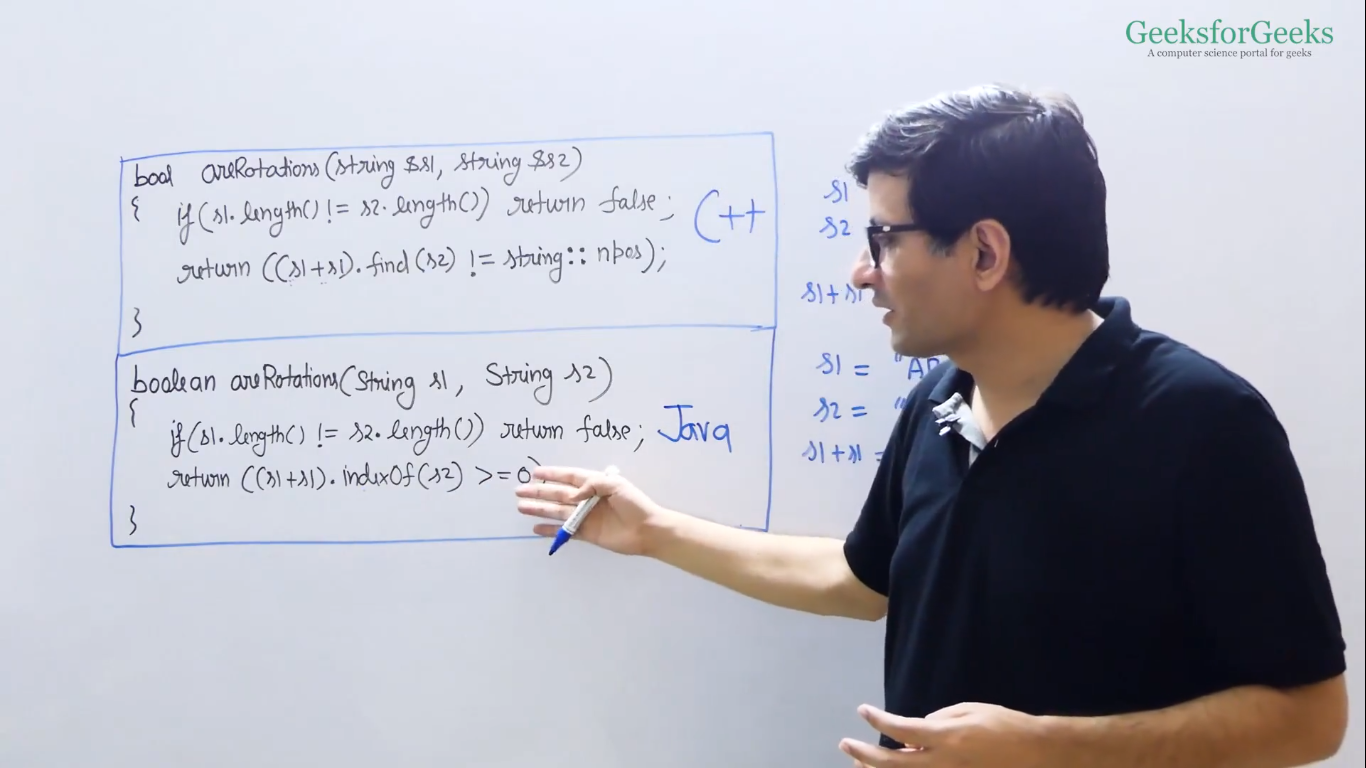 GeeksforGeeks
A computer science portal for geeks
bool areRotations(string &s1, string &s2)
{ if(s1.length() != s2.length()) return false;
return ((s1+s1).find(s2) != string::npos);
}
C++
boolean areRotations(String s1, String s2)
{
if(s1.length() != s2.length()) return false;
return ((s1+s1).indexOf(s2) >=0);
}
Java
s1
s2
s1+s1
s1 = "AB
s2 = "
s1+s1 =